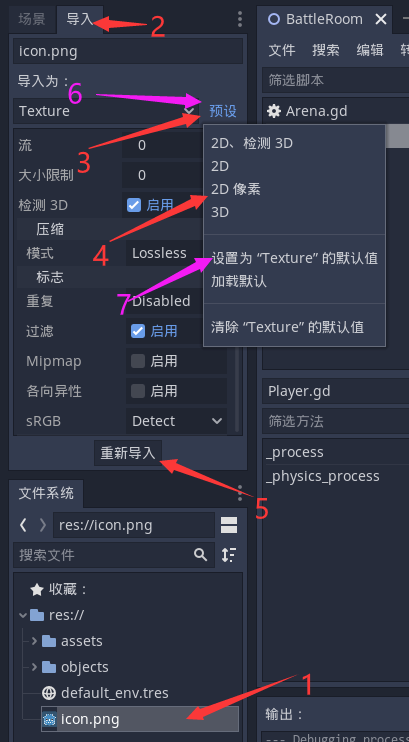 场景
导入
2
icon.png
导入为：
6
Texture
预设
3
流
0
大小限制
0
检测 3D
启用
压缩
4
模式
Lossless
标志
7
重复
Disabled
过滤
启用
Mipmap
启用
各向异性
启用
sRGB
Detect
重新导入
5
文件系统
res://icon.png
搜索文件
收藏：
res://
assets
objects
default_env.tres
1
icon.png
BattleRoom
文件
搜索
编辑
筛选脚本
Arena.gd
2D、检测 3D
2D
2D 像素
3D
设置为 “Texture” 的默认值
加载默认
清除 “Texture” 的默认值
Player.gd
筛选方法
_process
_physics_process
输出：
--- Debugging process